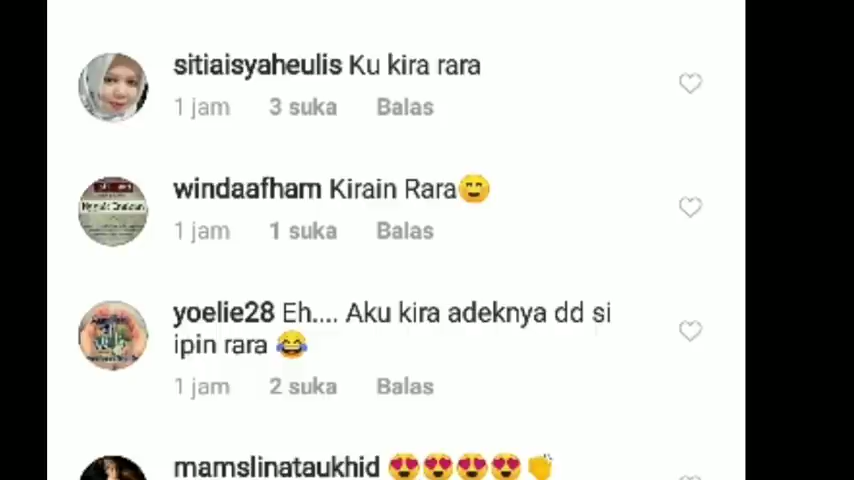 sitiaisyaheulis Ku kira rara
1 jam 3 suka Balas
windaafham Kirain Rara😄
1 jam 1 suka Balas
yoelie28 Eh.... Aku kira adeknya dd si
ipin rara 😂
1 jam 2 suka Balas
mamslinataukhid 😍😍😍😍👏